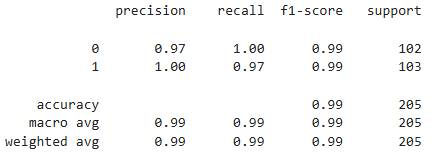 precision recall f1-score support
0 0.97 1.00 0.99 102
1 1.00 0.97 0.99 103
accuracy 0.99 205
macro avg 0.99 0.99 0.99 205
weighted avg 0.99 0.99 0.99 205